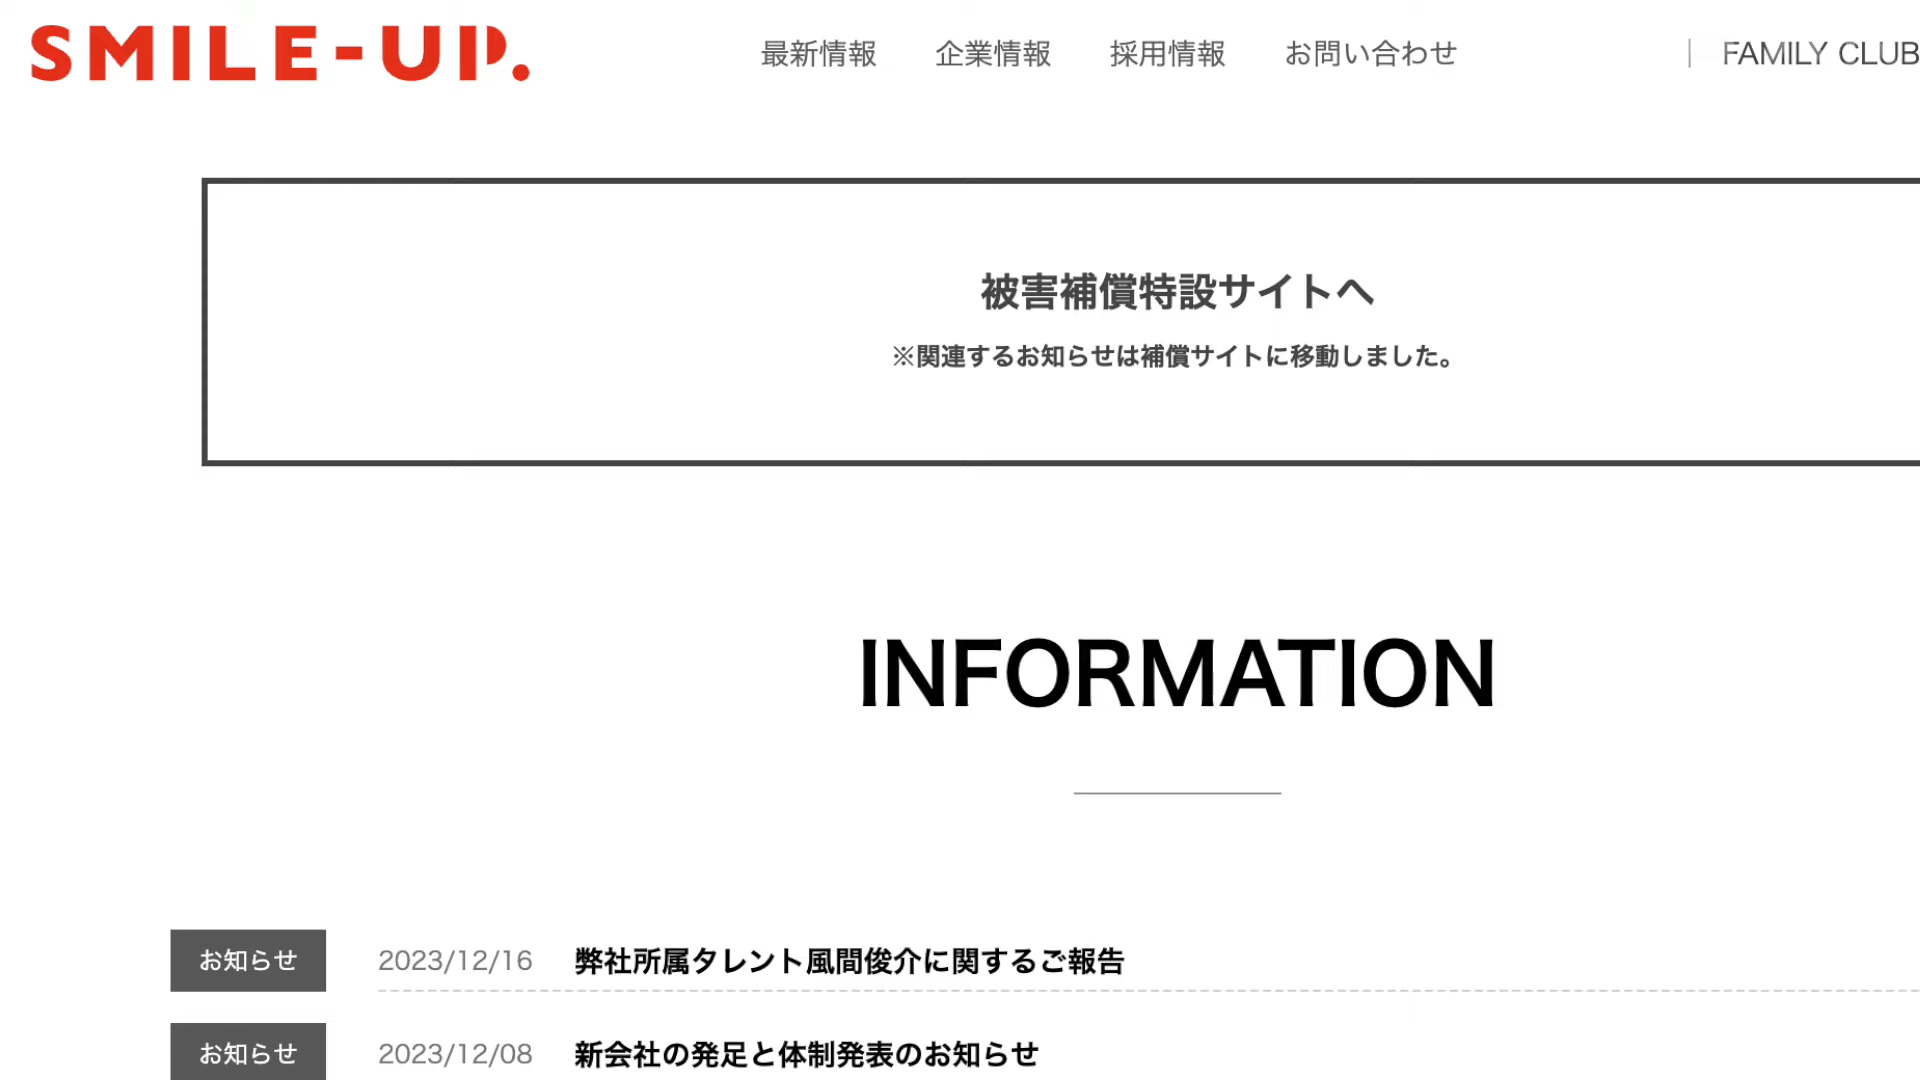 SMILE-UP.
最新情報 企業情報 採用情報 お問い合わせ | FAMILY CLUB
被害補償特設サイトへ
※関連するお知らせは補償サイトに移動しました。
INFORMATION
お知らせ 2023/12/16 弊社所属タレント風間俊介に関するご報告
お知らせ 2023/12/08 新会社の発足と体制発表のお知らせ